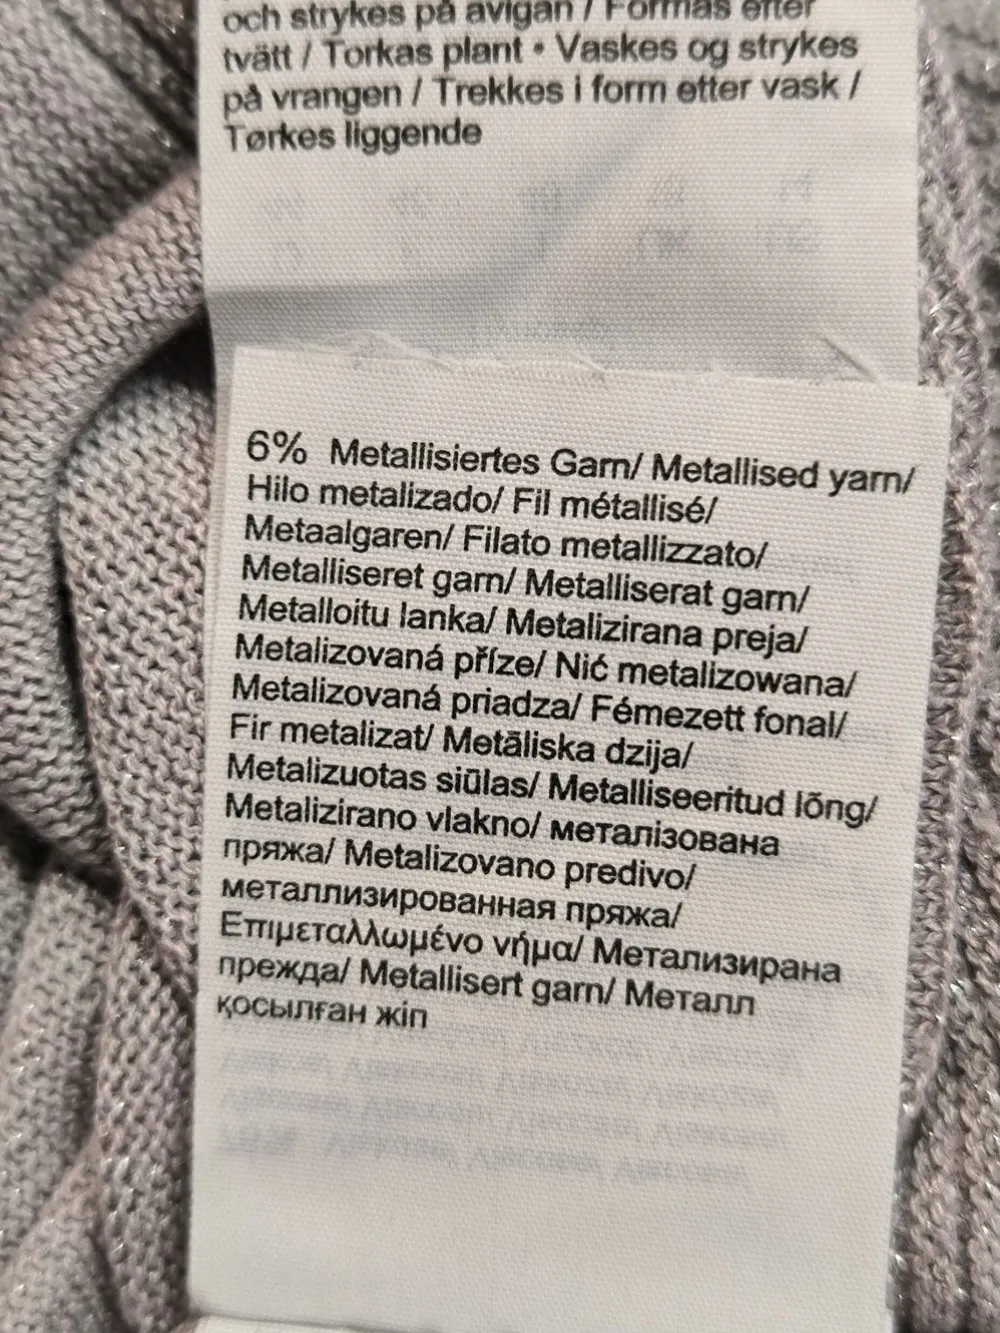 och strykes på avigan / Formas efter
tvätt / Torkas plant • Vaskes og strykes
på vrangen / Trekkes i form etter vask /
Tørkes liggende
6% Metallisiertes Garn/ Metallised yarn/
Hilo metalizado/ Fil métallisé/
Metaalgaren/ Filato metallizzato/
Metalliseret garn/ Metalliserat garn/
Metalloitu lanka/ Metalizirana preja/
Metalizovaná příze/ Nić metalizowana/
Metalizovaná priadza/ Fémezett fonal/
Fir metalizat/ Metāliska dzija/
Metalizuotas siūlas/ Metalliseeritud lõng/
Metalizirano vlakno/ металізована
пряжа/ Metalizovano predivo/
металлизированная пряжа/
Επιμεταλλωμένο νήμα/ Метализирана
прежда/ Metallisert garn/ Металл
қосылған жіп